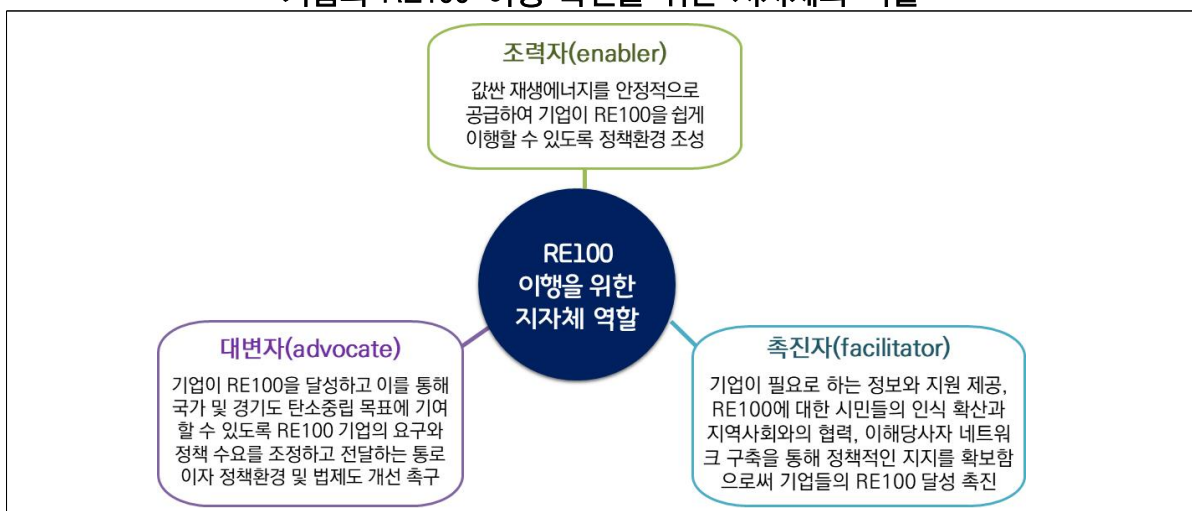 조력자(enabler)
값싼 재생에너지를 안정적으로
공급하여 기업이 RE100을 쉽게
이행할 수 있도록 정책환경 조성
RE100
이행을 위한
지자체 역할
대변자(advocate)
기업이 RE100을 달성하고 이를 통해
국가 및 경기도 탄소중립 목표에 기여
할 수 있도록 RE100 기업의 요구와
정책 수요를 조정하고 전달하는 통로
이자 정책환경 및 법제도 개선 촉구
촉진자(facilitator)
기업이 필요로 하는 정보와 지원 제공,
RE100에 대한 시민들의 인식 확산과
지역사회와의 협력, 이해당사자 네트워
크 구축을 통해 정책적인 지지를 확보함
으로써 기업들의 RE100 달성 촉진